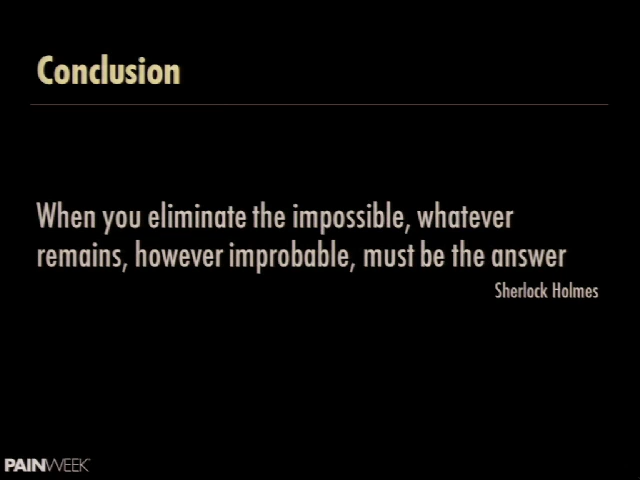 Conclusion
When you eliminate the impossible, whatever
remains, however improbable, must be the answer
Sherlock Holmes
PAINWEEK